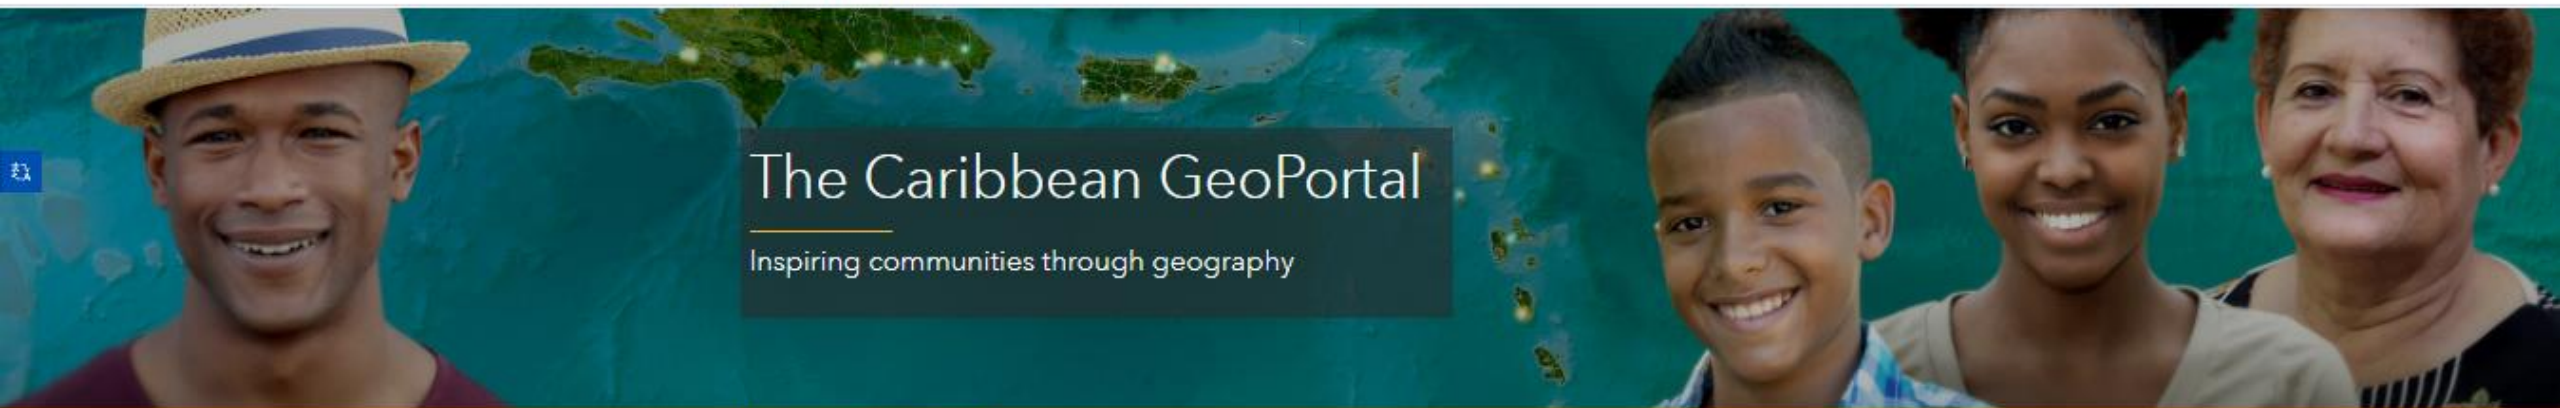 The Caribbean GeoPortal
Inspiring communities through geography